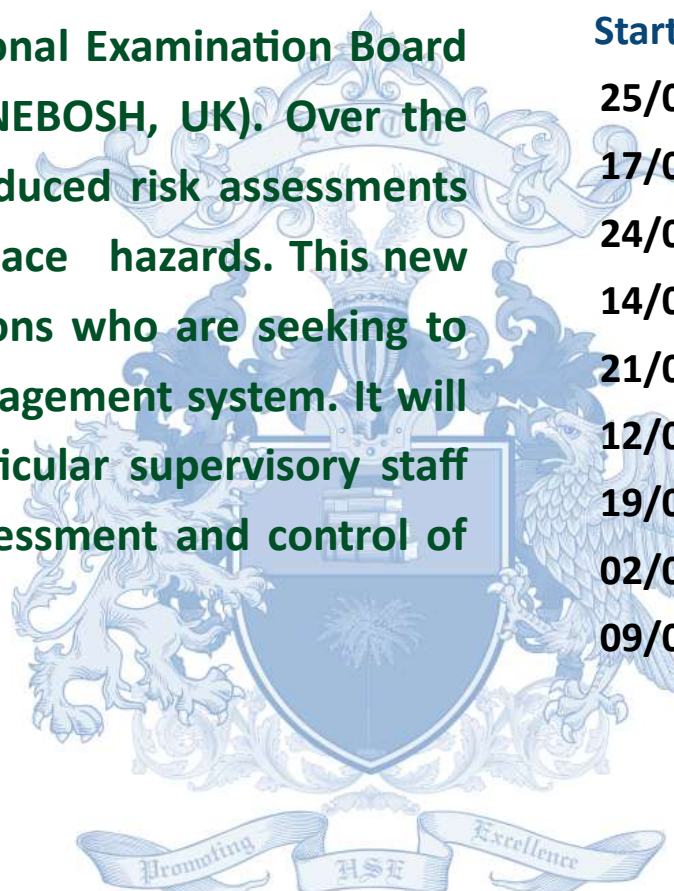 onal Examination Board
NEBOSH, UK). Over the
duced risk assessments
ace hazards. This new
ons who are seeking to
agement system. It will
icular supervisory staff
essment and control of
Start
25/0
17/0
24/0
14/0
21/0
12/0
19/0
02/0
09/0
Promoting HSE Excellence